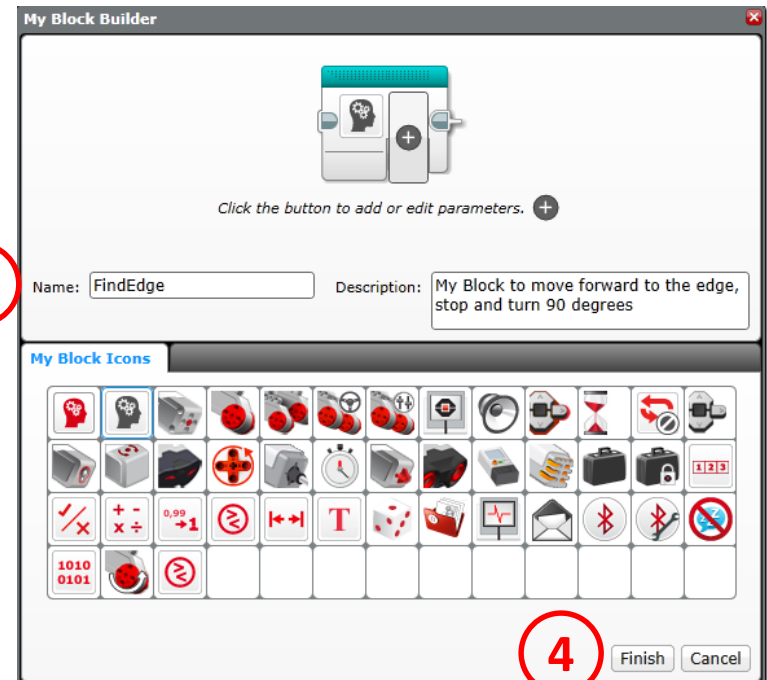 My Block Builder
Click the button to add or edit parameters.
Name: FindEdge Description: My Block to move forward to the edge,
stop and turn 90 degrees
My Block Icons
1 2 3
0,99 1
T
1010
0101
4 Finish Cancel